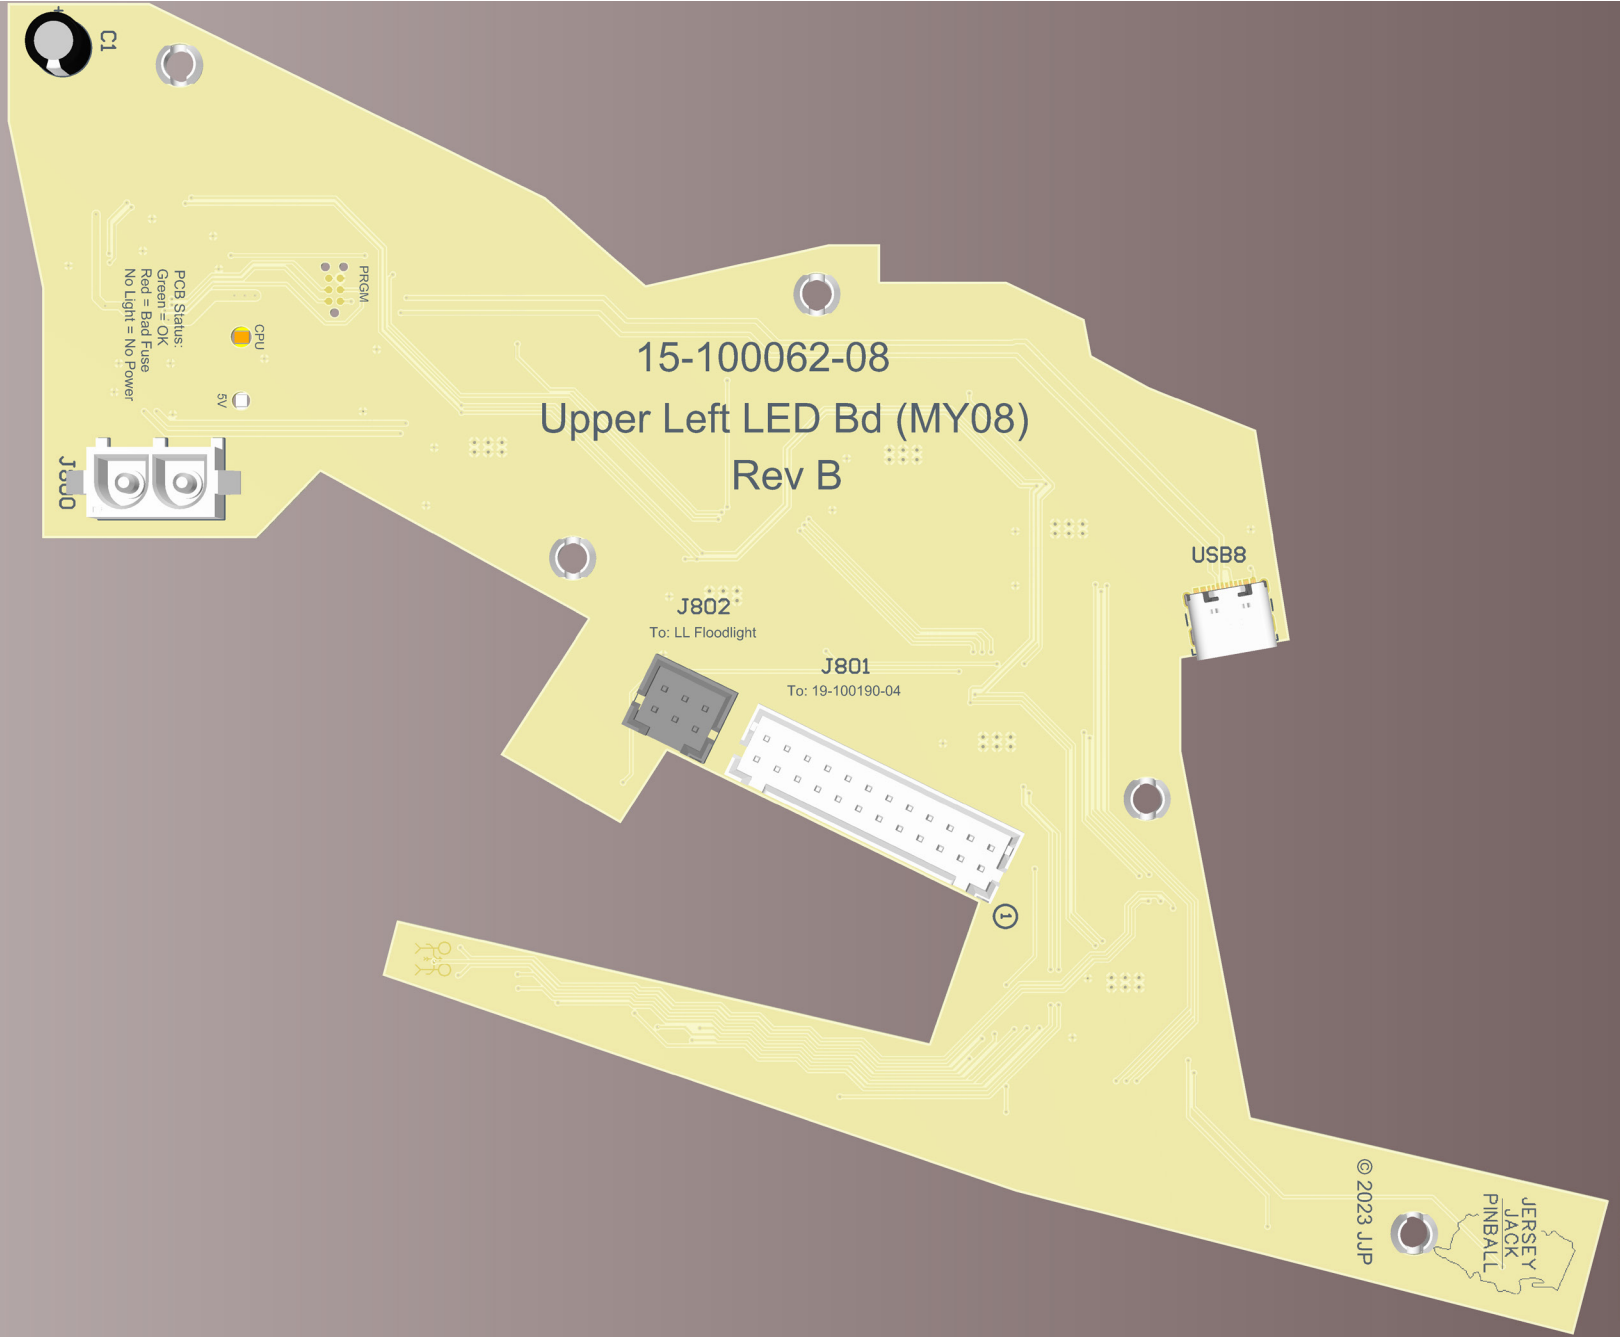 +
C1
PRGM
PCB Status:
Green = OK
Red = Bad Fuse
No Light = No Power
CPU
5V
J800
15-100062-08
Upper Left LED Bd (MY08)
Rev B
USB8
J802
To: LL Floodlight
J801
To: 19-100190-04
1
© 2023 JJP
JERSEY
JACK
PINBALL